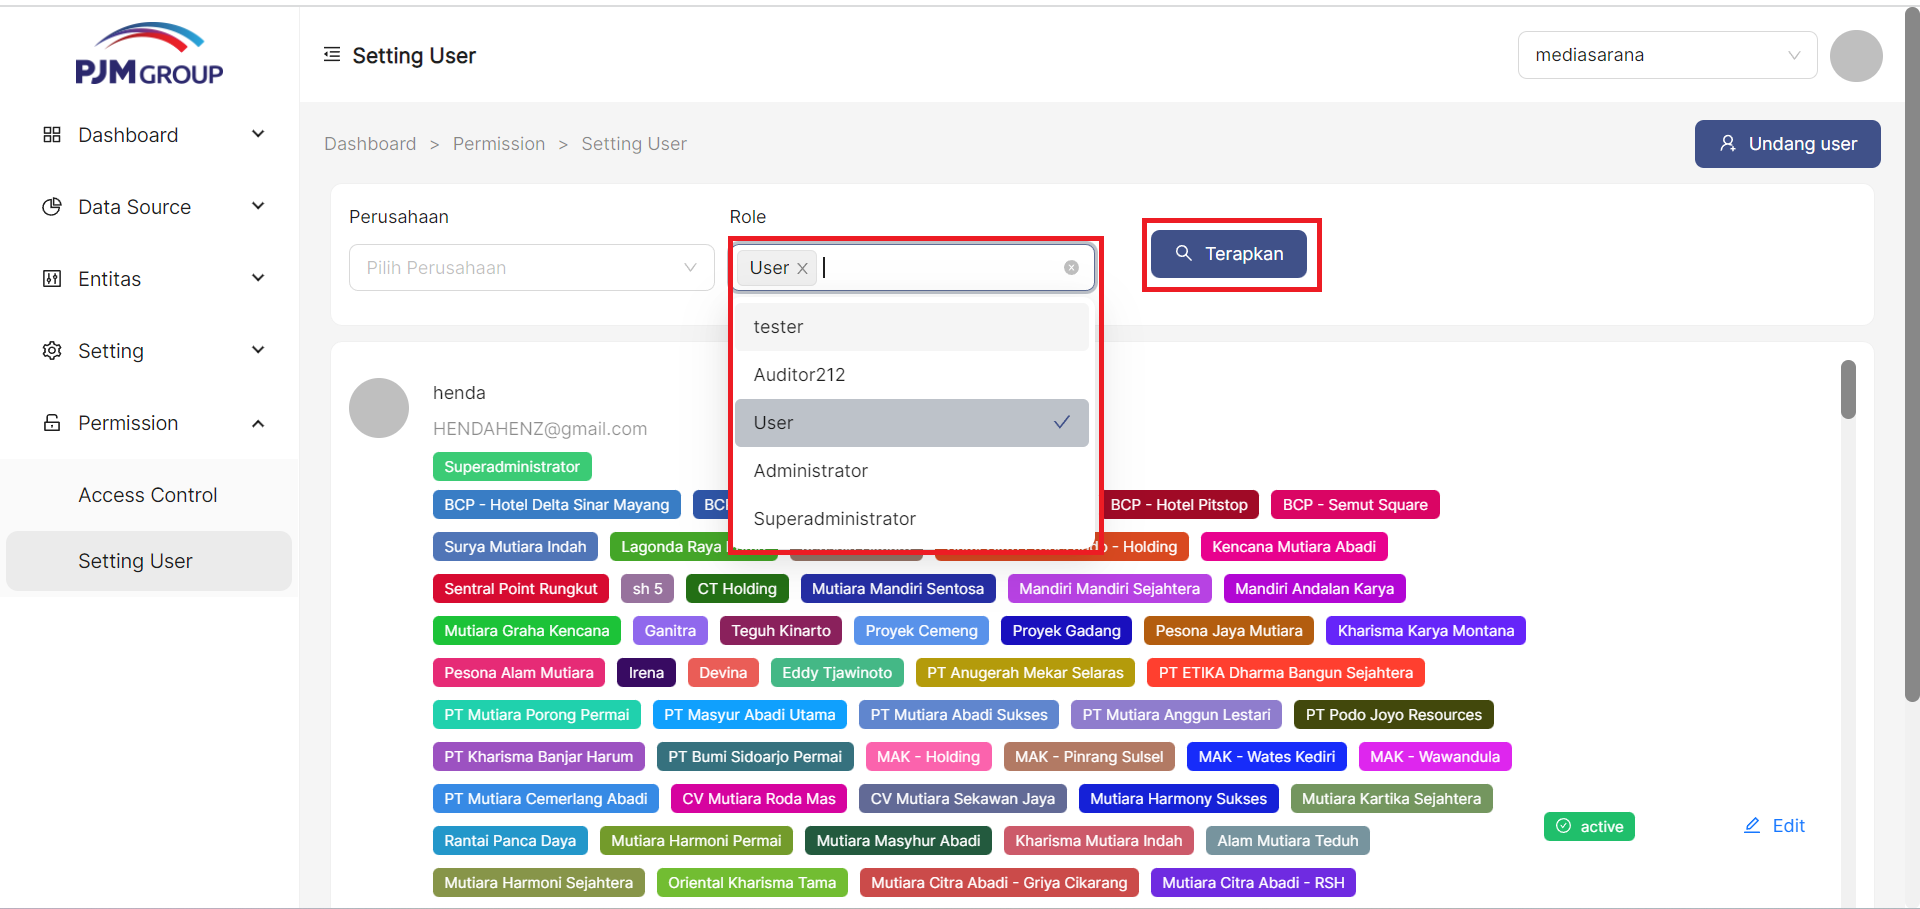 PJM GROUP
Setting User
mediasarana
Dashboard
Data Source
Entitas
Setting
Permission
Access Control
Setting User
Dashboard > Permission > Setting User
Undang user
Perusahaan
Role
Pilih Perusahaan
User
Terapkan
tester
Auditor212
User
Administrator
Superadministrator
henda
HENDAHENZ@gmail.com
Superadministrator
BCP - Hotel Delta Sinar Mayang BCP - Hotel Pitstop BCP - Semut Square
Surya Mutiara Indah Lagonda Raya - Holding Kencana Mutiara Abadi
Sentral Point Rungkut sh 5 CT Holding Mutiara Mandiri Sentosa Mandiri Mandiri Sejahtera Mandiri Andalan Karya
Mutiara Graha Kencana Ganitra Teguh Kinarto Proyek Cemeng Proyek Gadang Pesona Jaya Mutiara Kharisma Karya Montana
Pesona Alam Mutiara Irena Devina Eddy Tjawinoto PT Anugerah Mekar Selaras PT ETIKA Dharma Bangun Sejahtera
PT Mutiara Porong Permai PT Masyur Abadi Utama PT Mutiara Abadi Sukses PT Mutiara Anggun Lestari PT Podo Joyo Resources
PT Kharisma Banjar Harum PT Bumi Sidoarjo Permai MAK - Holding MAK - Pinrang Sulsel MAK - Wates Kediri MAK - Wawandula
PT Mutiara Cemerlang Abadi CV Mutiara Roda Mas CV Mutiara Sekawan Jaya Mutiara Harmony Sukses Mutiara Kartika Sejahtera
Rantai Panca Daya Mutiara Harmoni Permai Mutiara Masyhur Abadi Kharisma Mutiara Indah Alam Mutiara Teduh
Mutiara Harmoni Sejahtera Oriental Kharisma Tama Mutiara Citra Abadi - Griya Cikarang Mutiara Citra Abadi - RSH
active
Edit